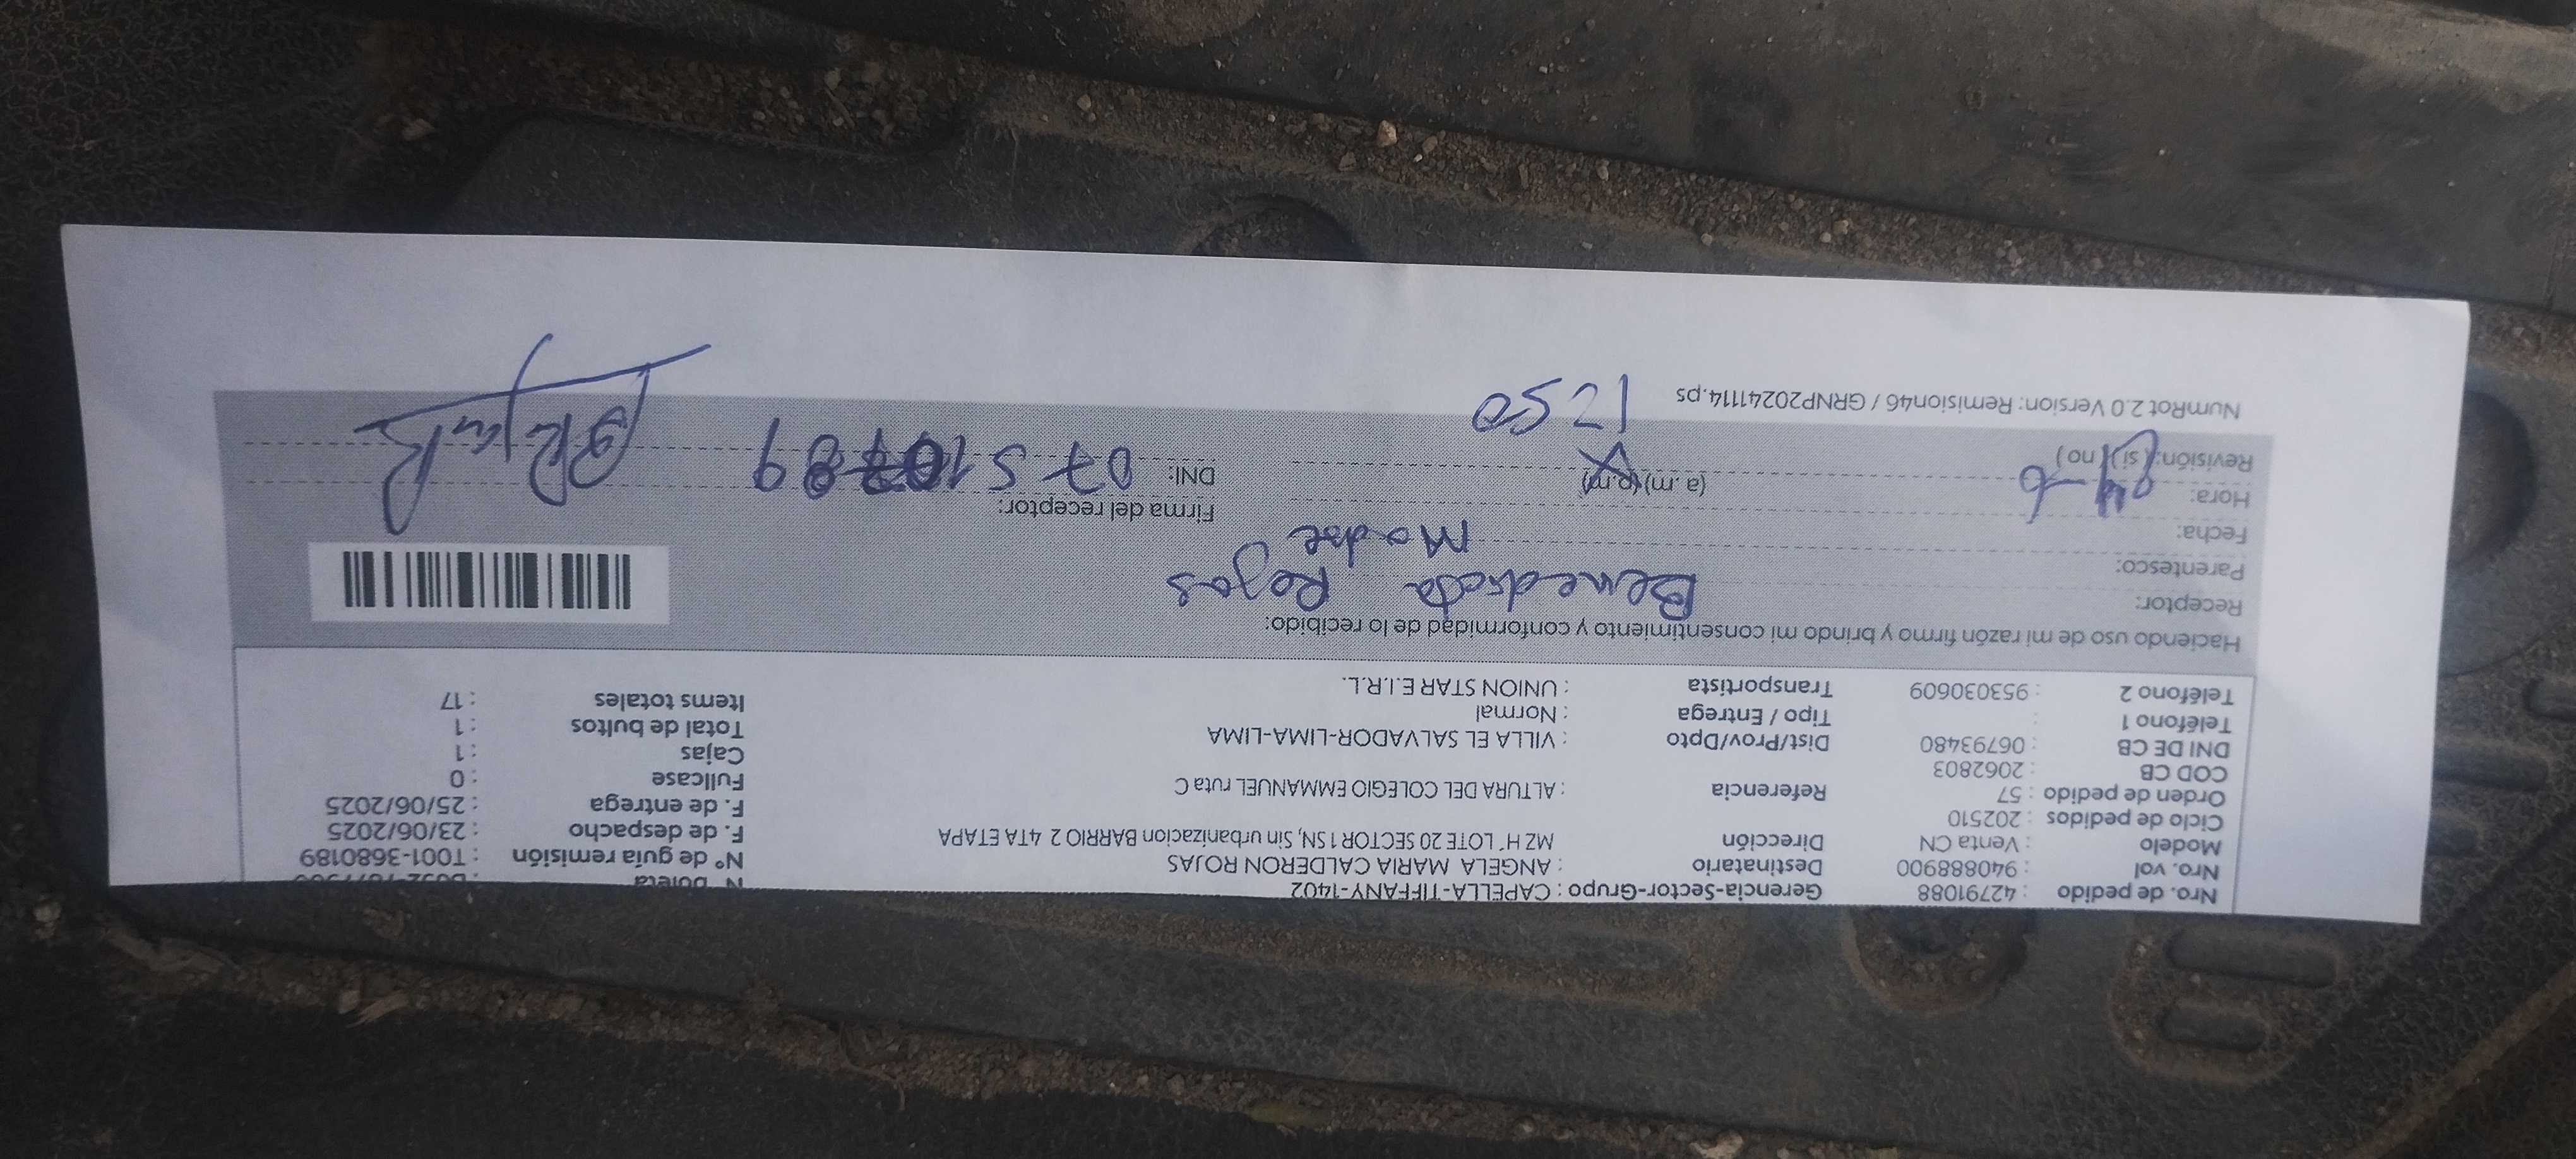 Nro. de pedido : 42791088 Gerencia-Sector-Grupo : CAPELLA-TIFFANY-1402
Nro. vol : 940888900 Destinatario : ANGELA MARIA CALDERON ROJAS Nº de guía remisión : T001-3680189
Modelo : Venta CN Dirección MZ H´ LOTE 20 SECTOR 1 SN, Sin urbanizacion BARRIO 2 4TA ETAPA F. de despacho : 23/06/2025
Ciclo de pedidos : 202510 F. de entrega : 25/06/2025
Orden de pedido : 57 Referencia : ALTURA DEL COLEGIO EMMANUEL ruta C Fullcase : 0
COD CB : 2062803 Cajas : 1
DNI DE CB : 06793480 Dist/Prov/Dpto : VILLA EL SALVADOR-LIMA-LIMA Total de bultos : 1
Teléfono 1 : Tipo / Entrega : Normal Items totales : 17
Teléfono 2 : 953030609 Transportista : UNION STAR E.I.R.L.
Haciendo uso de mi razón firmo y brindo mi consentimiento y conformidad de lo recibido:
Receptor: Benedicta Rojas
Parentesco: Madre
Fecha: Firma del receptor:
Hora: (a.m) (p.m) DNI:
Revisión: ( si ) ( no )
1250
NumRot 2.0 Version: Remision46 / GRNP20241114.ps